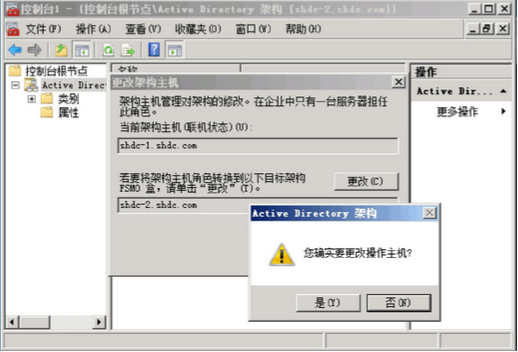 控制台1 - [控制台根节点\Active Directory 架构 [shdc-2.shdc.com]]
文件(F) 操作(A) 查看(V) 收藏夹(O) 窗口(W) 帮助(H)
控制台根节点
Active Direc
类别
属性
名称
更改架构主机
架构主机管理对架构的修改。在企业中只有一台服务器担任
此角色。
当前架构主机(联机状态)(U):
shdc-1.shdc.com
若要将架构主机角色转换到以下目标架构
FSMO 盒，请单击“更改”(T)。
更改(C)
shdc-2.shdc.com
Active Directory 架构
您确实要更改操作主机?
是(Y)
否(N)
操作
Active Dir...
更多操作